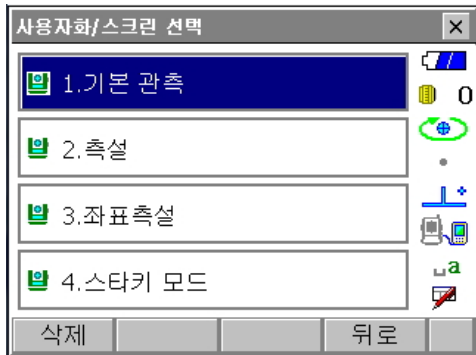 사용자화/스크린 선택
1.기본 관측
0
2.측설
3.좌표측설
4.스타키 모드
a
삭제
뒤로